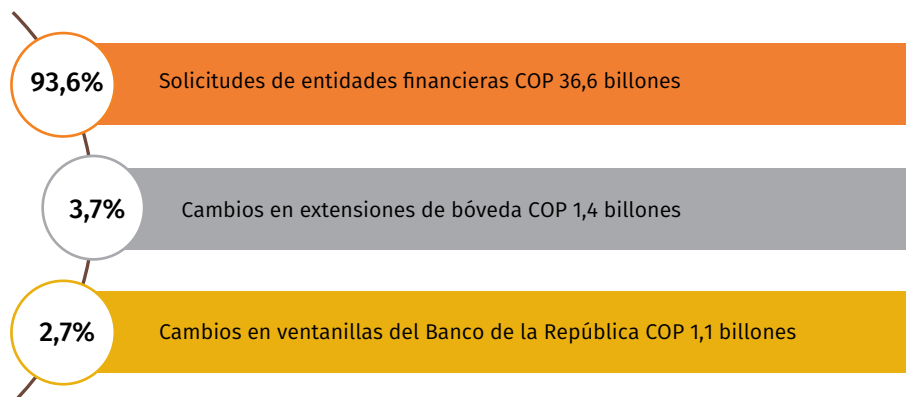 93,6% Solicitudes de entidades financieras COP 36,6 billones
3,7% Cambios en extensiones de bóveda COP 1,4 billones
2,7% Cambios en ventanillas del Banco de la República COP 1,1 billones